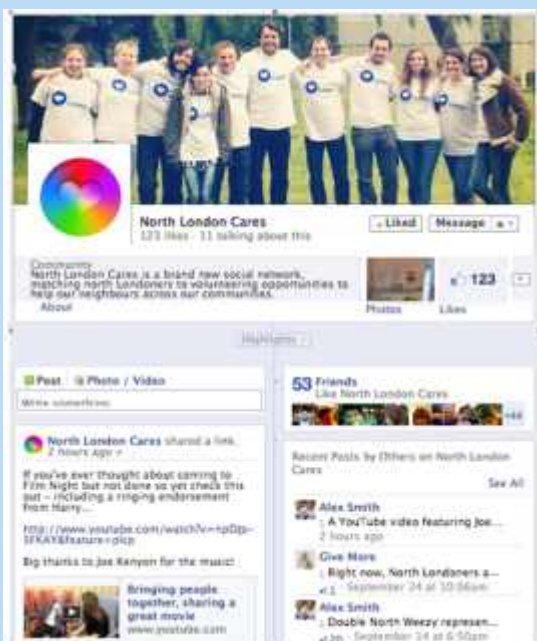 North London Cares
123 likes · 11 talking about this
Liked
Message
Community
North London Cares is a brand new social network,
matching north Londoners to volunteering opportunities to
help our neighbours across our communities.
About
123
Photos
Likes
Highlights
Post
Photo / Video
Write something...
North London Cares shared a link.
2 hours ago
If you've ever thought about coming to
Film Night but not done so yet check this
out - including a ringing endorsement
from Harry...
Big thanks to Joe Kenyon for the music!
Bringing people
together, sharing a
great movie
www.youtube.com
53 Friends
Like North London Cares
+44
Recent Posts by Others on North London
Cares
See All
Alex Smith
: A YouTube video featuring Joe...
2 hours ago
Give More
: Right now, North Londoners a...
1 · September 24 at 10:06am
Alex Smith
: Double North Weezy represen...
September 24 at 6:50pm